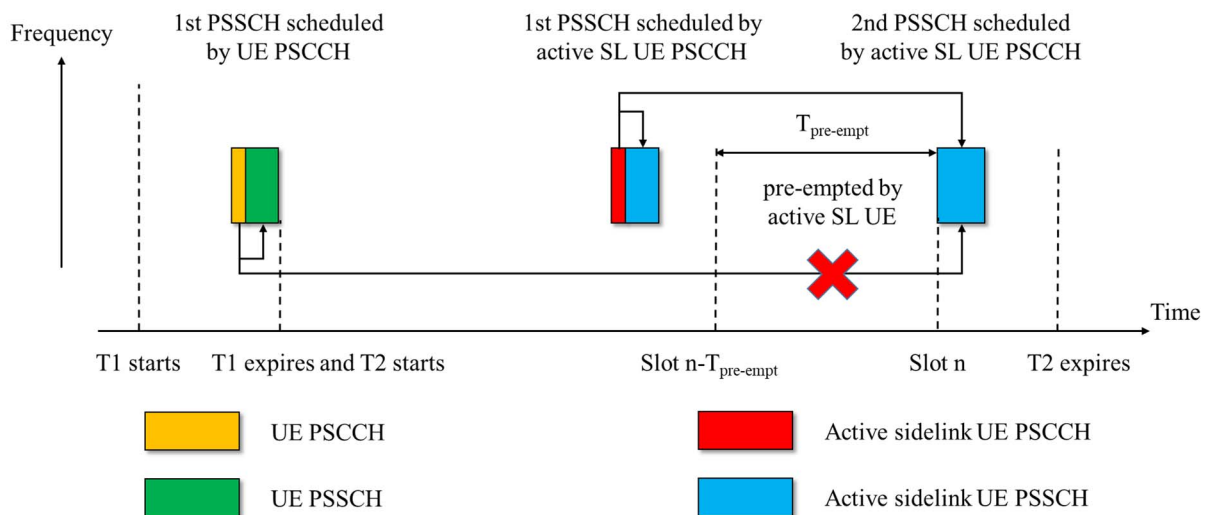 Frequency
1st PSSCH scheduled
by UE PSCCH
1st PSSCH scheduled by
active SL UE PSCCH
2nd PSSCH scheduled
by active SL UE PSCCH
Tpre-empt
pre-empted by
active SL UE
Time
T1 starts
T1 expires and T2 starts
Slot n-Tpre-empt
Slot n
T2 expires
UE PSCCH
Active sidelink UE PSCCH
UE PSSCH
Active sidelink UE PSSCH